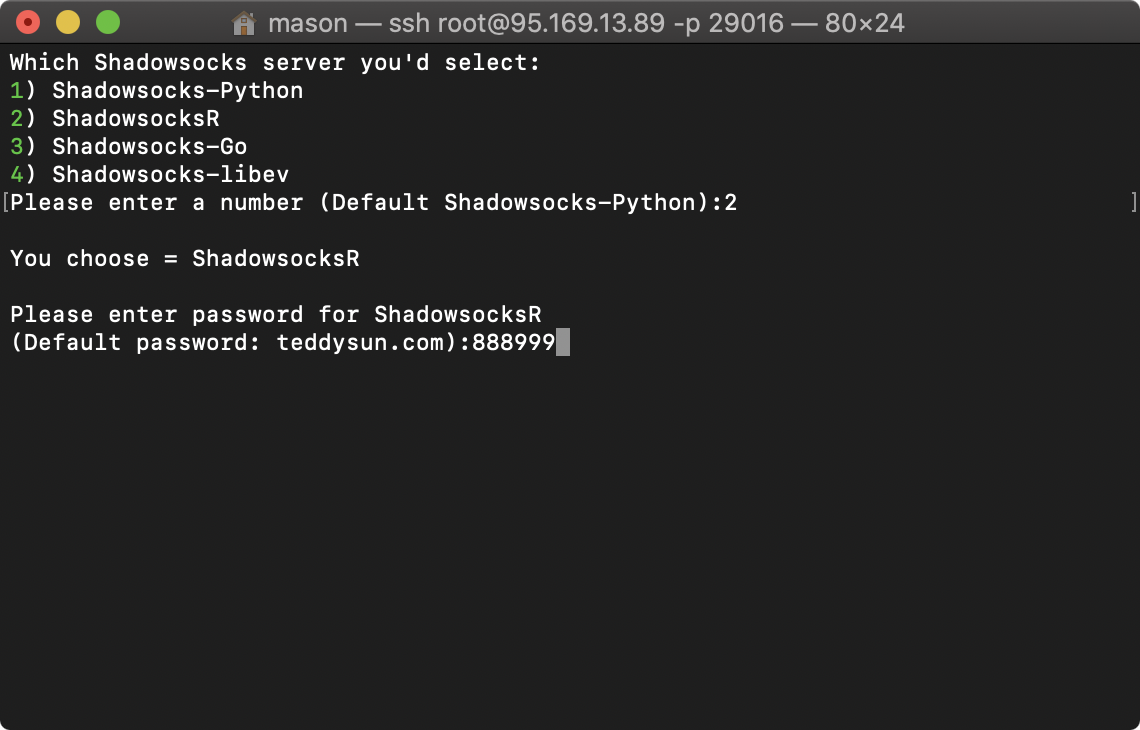 mason — ssh root@95.169.13.89 -p 29016 — 80×24
Which Shadowsocks server you'd select:
1) Shadowsocks-Python
2) ShadowsocksR
3) Shadowsocks-Go
4) Shadowsocks-libev
[Please enter a number (Default Shadowsocks-Python):2 ]
You choose = ShadowsocksR
Please enter password for ShadowsocksR
(Default password: teddysun.com):888999